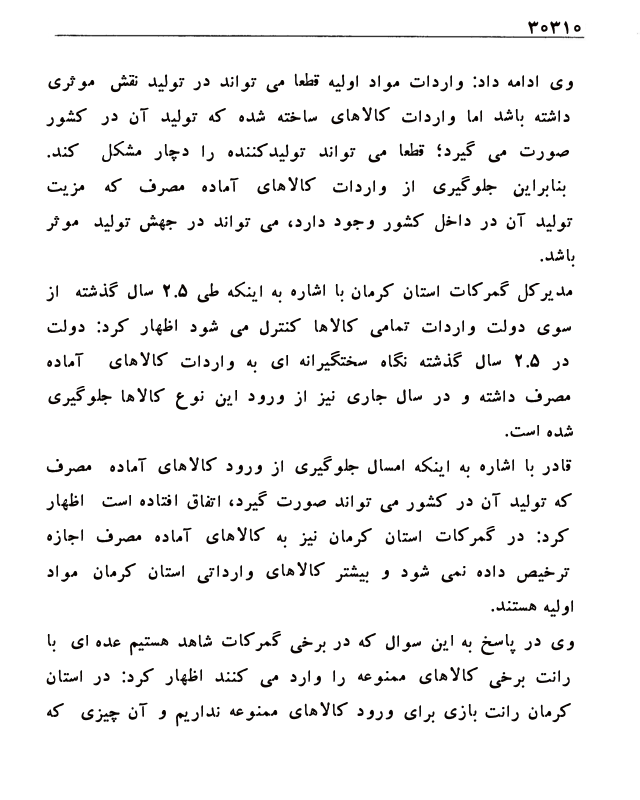 ۳۰۳۱۰
وی ادامه داد: واردات مواد اولیه قطعا می تواند در تولید نقش موثری
داشته باشد اما واردات کالاهای ساخته شده که تولید آن در کشور
صورت می گیرد؛ قطعا می تواند تولیدکننده را دچار مشکل کند.
بنابراین جلوگیری از واردات کالاهای آماده مصرف که مزیت
تولید آن در داخل کشور وجود دارد، می تواند در جهش تولید موثر
باشد.
مدیرکل گمرکات استان کرمان با اشاره به اینکه طی ۲.۵ سال گذشته از
سوی دولت واردات تمامی کالاها کنترل می شود اظهار کرد: دولت
در ۲.۵ سال گذشته نگاه سختگیرانه ای به واردات کالاهای آماده
مصرف داشته و در سال جاری نیز از ورود این نوع کالاها جلوگیری
شده است.
قادر با اشاره به اینکه امسال جلوگیری از ورود کالاهای آماده مصرف
که تولید آن در کشور می تواند صورت گیرد، اتفاق افتاده است اظهار
کرد: در گمرکات استان کرمان نیز به کالاهای آماده مصرف اجازه
ترخیص داده نمی شود و بیشتر کالاهای وارداتی استان کرمان مواد
اولیه هستند.
وی در پاسخ به این سوال که در برخی گمرکات شاهد هستیم عده ای با
رانت برخی کالاهای ممنوعه را وارد می کنند اظهار کرد: در استان
کرمان رانت بازی برای ورود کالاهای ممنوعه نداریم و آن چیزی که